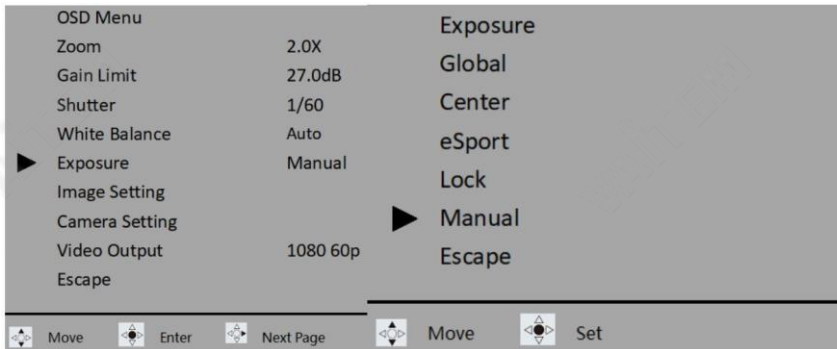 OSD Menu
Zoom 2.0X
Gain Limit 27.0dB
Shutter 1/60
White Balance Auto
Exposure Manual
Image Setting
Camera Setting
Video Output 1080 60p
Escape
Move Enter Next Page
Exposure
Global
Center
eSport
Lock
Manual
Escape
Move Set